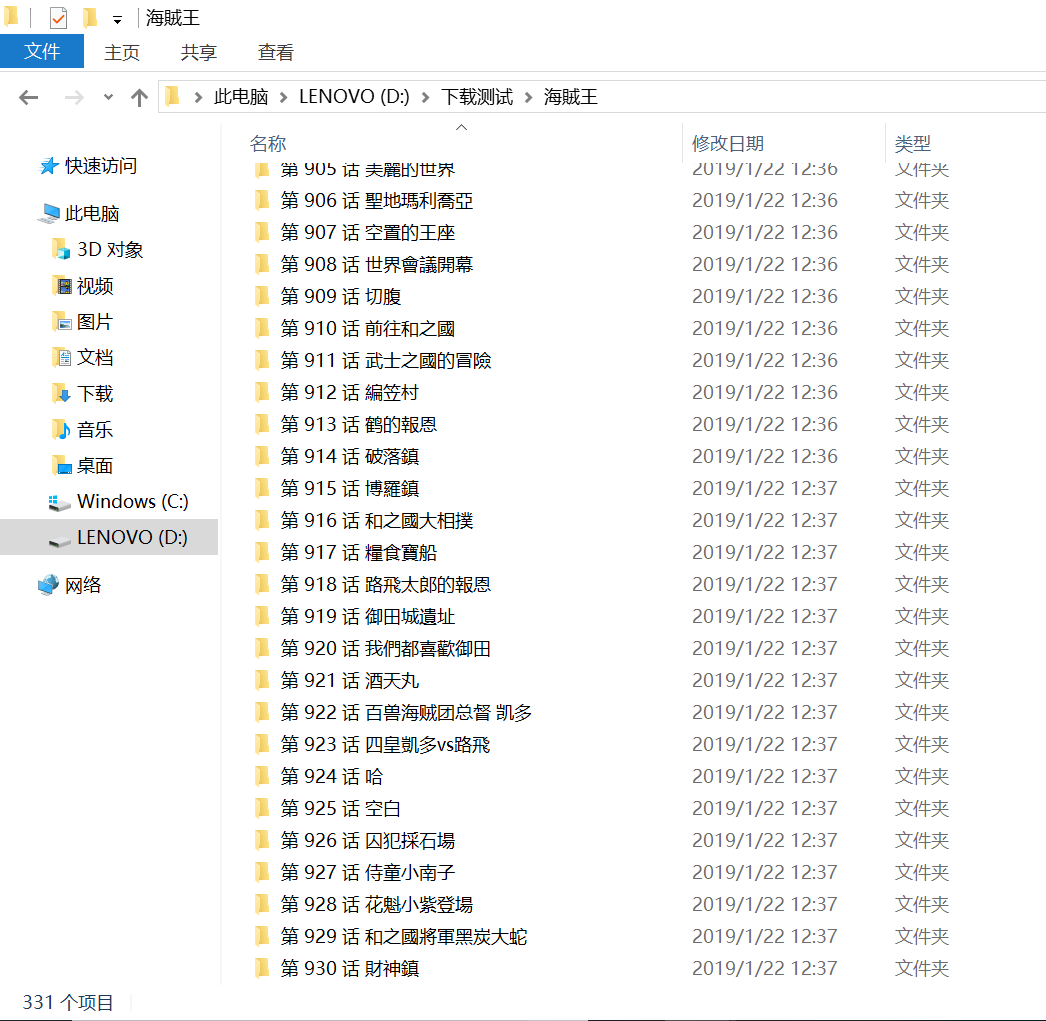 海賊王
文件 主页 共享 查看
此电脑 LENOVO (D:) 下载测试 海賊王
名称 修改日期 类型
快速访问
此电脑
3D 对象
视频
图片
文档
下载
音乐
桌面
Windows (C:)
LENOVO (D:)
网络
第 905 话 美麗的世界 2019/1/22 12:36 文件夹
第 906 话 聖地瑪利喬亞 2019/1/22 12:36 文件夹
第 907 话 空置的王座 2019/1/22 12:36 文件夹
第 908 话 世界會議開幕 2019/1/22 12:36 文件夹
第 909 话 切腹 2019/1/22 12:36 文件夹
第 910 话 前往和之國 2019/1/22 12:36 文件夹
第 911 话 武士之國的冒險 2019/1/22 12:36 文件夹
第 912 话 編笠村 2019/1/22 12:36 文件夹
第 913 话 鹤的報恩 2019/1/22 12:36 文件夹
第 914 话 破落鎮 2019/1/22 12:36 文件夹
第 915 话 博羅鎮 2019/1/22 12:37 文件夹
第 916 话 和之國大相撲 2019/1/22 12:37 文件夹
第 917 话 糧食寶船 2019/1/22 12:37 文件夹
第 918 话 路飛太郎的報恩 2019/1/22 12:37 文件夹
第 919 话 御田城遺址 2019/1/22 12:37 文件夹
第 920 话 我們都喜歡御田 2019/1/22 12:37 文件夹
第 921 话 酒天丸 2019/1/22 12:37 文件夹
第 922 话 百兽海贼团总督 凯多 2019/1/22 12:37 文件夹
第 923 话 四皇凱多vs路飛 2019/1/22 12:37 文件夹
第 924 话 哈 2019/1/22 12:37 文件夹
第 925 话 空白 2019/1/22 12:37 文件夹
第 926 话 囚犯採石場 2019/1/22 12:37 文件夹
第 927 话 侍童小南子 2019/1/22 12:37 文件夹
第 928 话 花魁小紫登場 2019/1/22 12:37 文件夹
第 929 话 和之國將軍黑炭大蛇 2019/1/22 12:37 文件夹
第 930 话 財神鎮 2019/1/22 12:37 文件夹
331 个项目